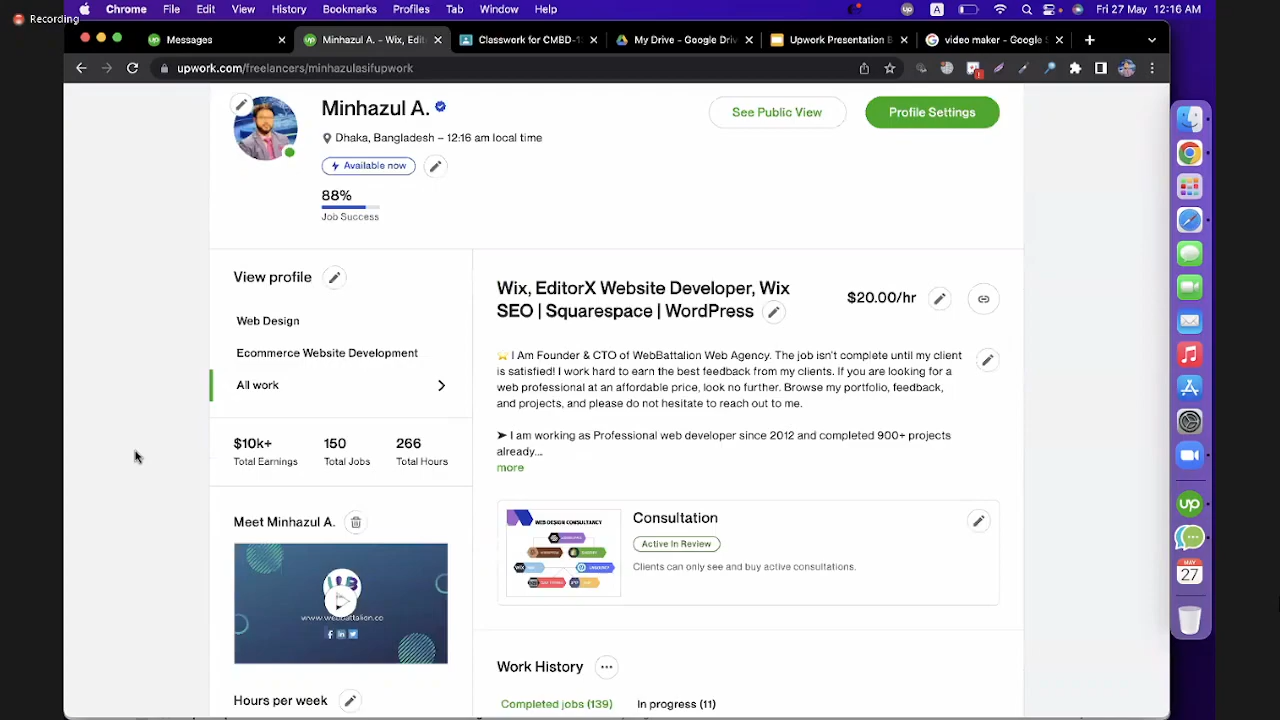 Recording
Chrome File Edit View History Bookmarks Profiles Tab Window Help
A Fri 27 May 12:16 AM
Messages
Minhazul A. – Wix, Edito
Classwork for CMBD-1
My Drive - Google Driv
Upwork Presentation B
video maker - Google S
upwork.com/freelancers/minhazulasifupwork
Minhazul A.
See Public View
Profile Settings
Dhaka, Bangladesh – 12:16 am local time
Available now
88%
Job Success
View profile
Web Design
Ecommerce Website Development
All work
$10k+ 150 266
Total Earnings Total Jobs Total Hours
Meet Minhazul A.
www.webbattalion.co
Hours per week
Wix, EditorX Website Developer, Wix
SEO | Squarespace | WordPress
$20.00/hr
I Am Founder & CTO of WebBattalion Web Agency. The job isn't complete until my client
is satisfied! I work hard to earn the best feedback from my clients. If you are looking for a
web professional at an affordable price, look no further. Browse my portfolio, feedback,
and projects, and please do not hesitate to reach out to me.
➤ I am working as Professional web developer since 2012 and completed 900+ projects
already...
more
WEB DESIGN CONSULTANCY
Consultation
Active In Review
Clients can only see and buy active consultations.
Work History
Completed jobs (139) In progress (11)
up
MAY
27